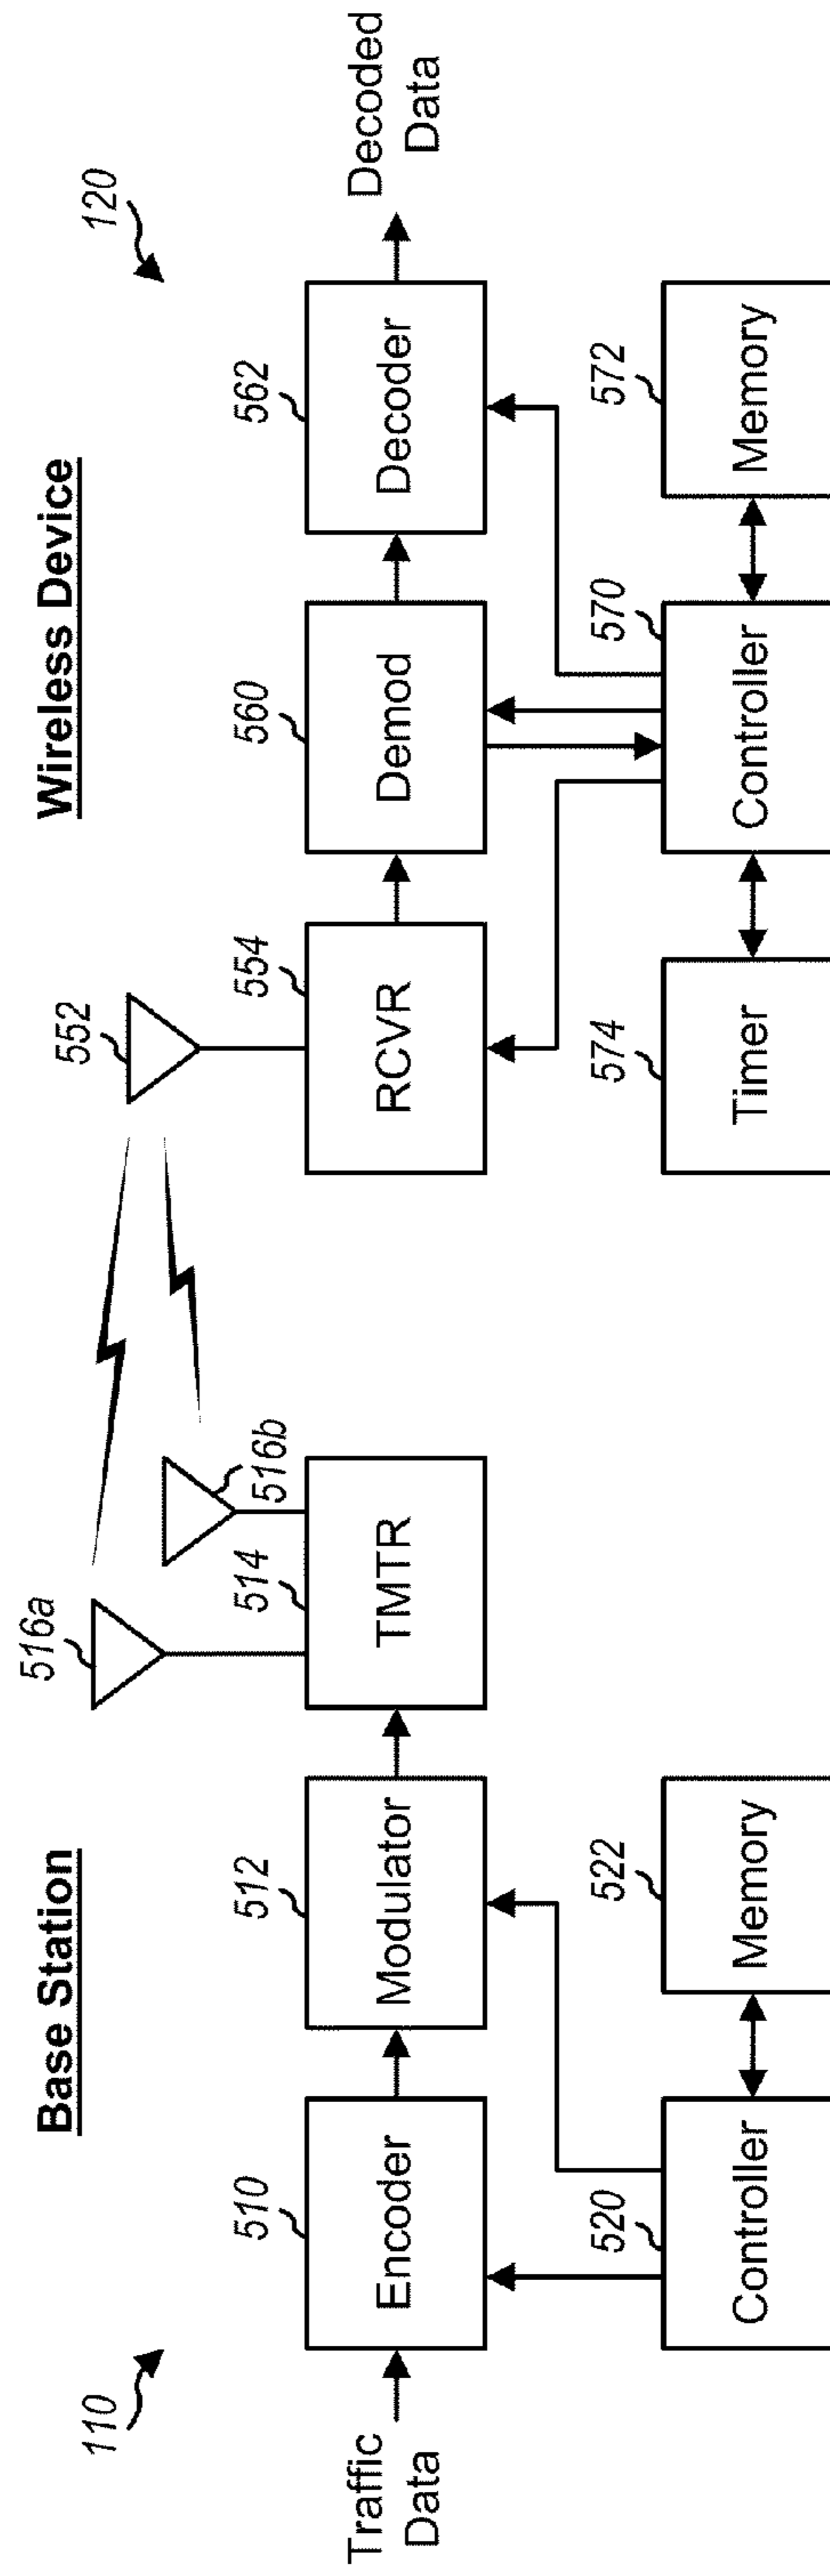 Base Station
Wireless Device
110
120
516a
516b
552
510
512
514
554
560
562
Traffic
Data
Encoder
Modulator
TMTR
RCVR
Demod
Decoder
Decoded
Data
520
522
574
570
572
Controller
Memory
Timer
Controller
Memory